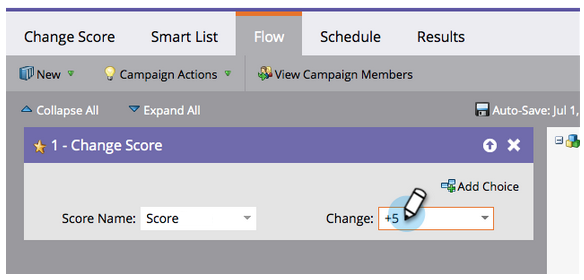 Change Score Smart List Flow Schedule Results
New Campaign Actions View Campaign Members
Collapse All Expand All Auto-Save: Jul 1,
1 - Change Score
Add Choice
Score Name: Score Change: +5